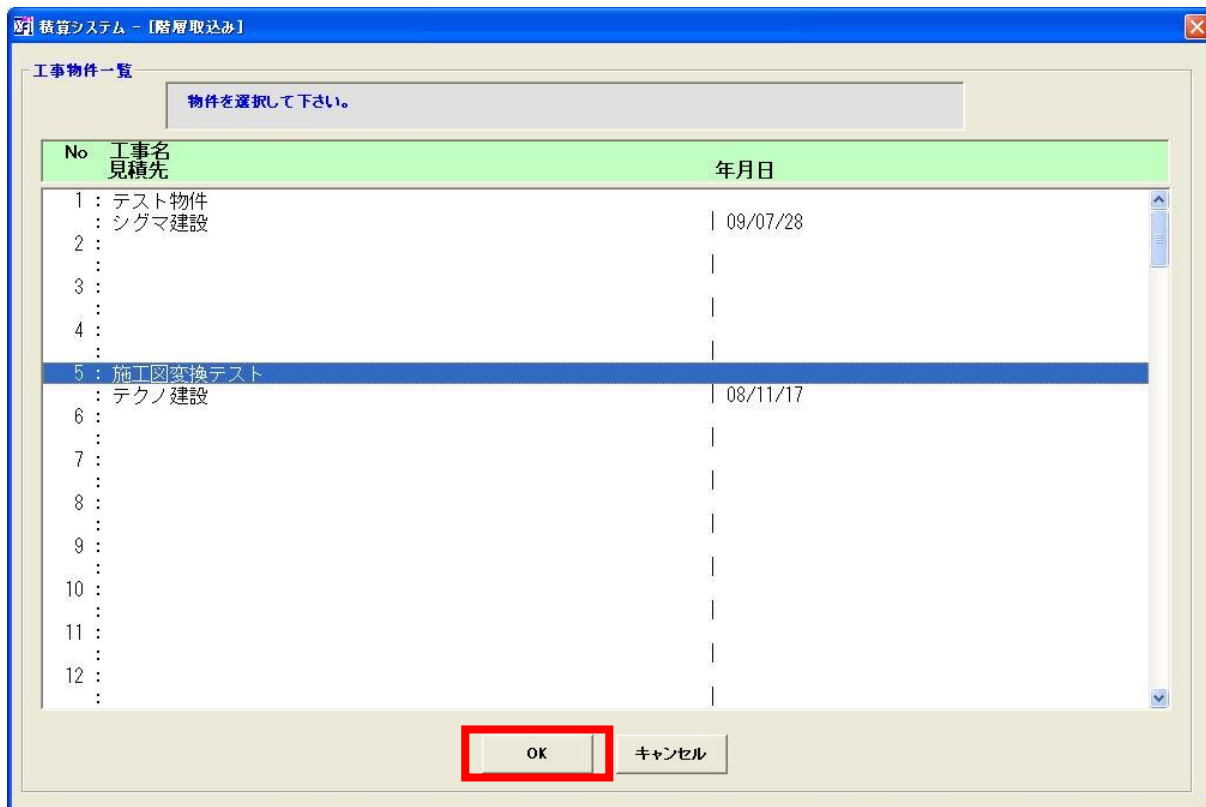 積算システム - [階層取込み]
工事物件一覧
物件を選択して下さい。
No 工事名
見積先 年月日
1 : テスト物件
: シグマ建設 | 09/07/28
2 :
: |
3 :
: |
4 :
: |
5 : 施工図変換テスト
: テクノ建設 | 08/11/17
6 :
: |
7 :
: |
8 :
: |
9 :
: |
10 :
: |
11 :
: |
12 :
: |
OK キャンセル